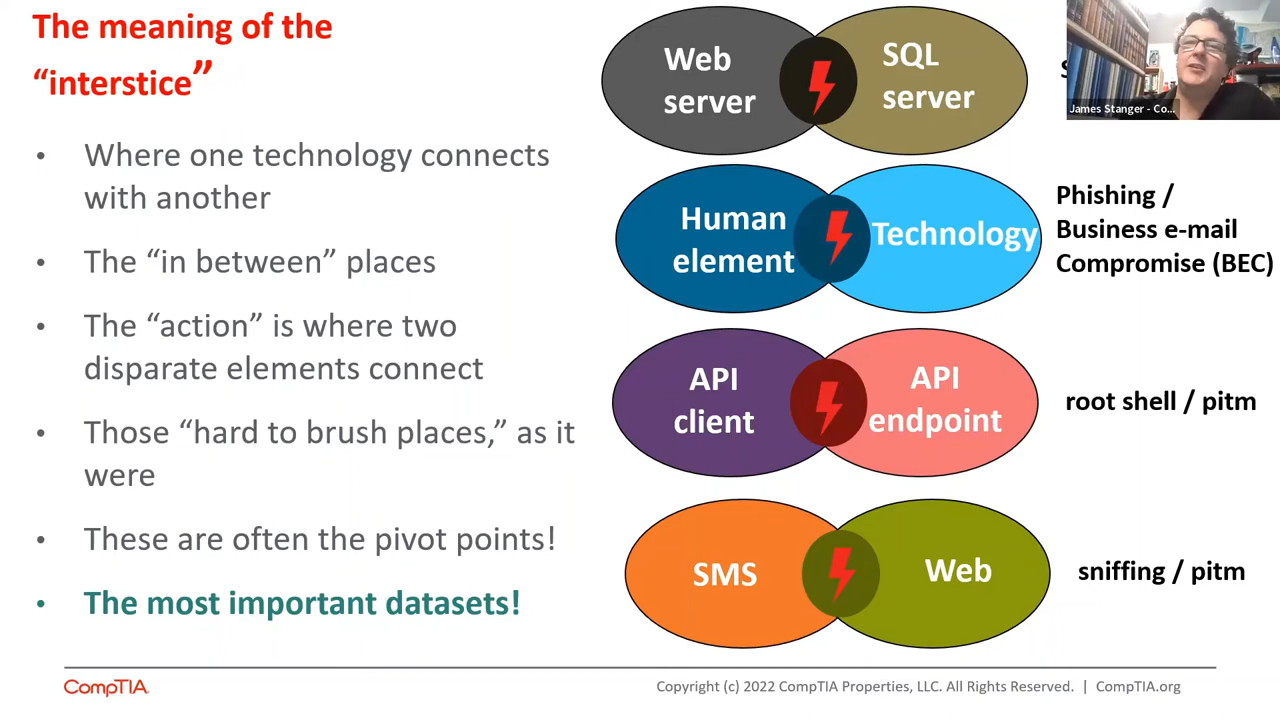 The meaning of the
“interstice”
• Where one technology connects
with another
• The “in between” places
• The “action” is where two
disparate elements connect
• Those “hard to brush places,” as it
were
• These are often the pivot points!
• The most important datasets!
Web
server
SQL
server
James Stanger - Co...
Human
element
Technology
Phishing /
Business e-mail
Compromise (BEC)
API
client
API
endpoint
root shell / pitm
SMS
Web
sniffing / pitm
CompTIA.
Copyright (c) 2022 CompTIA Properties, LLC. All Rights Reserved. | CompTIA.org